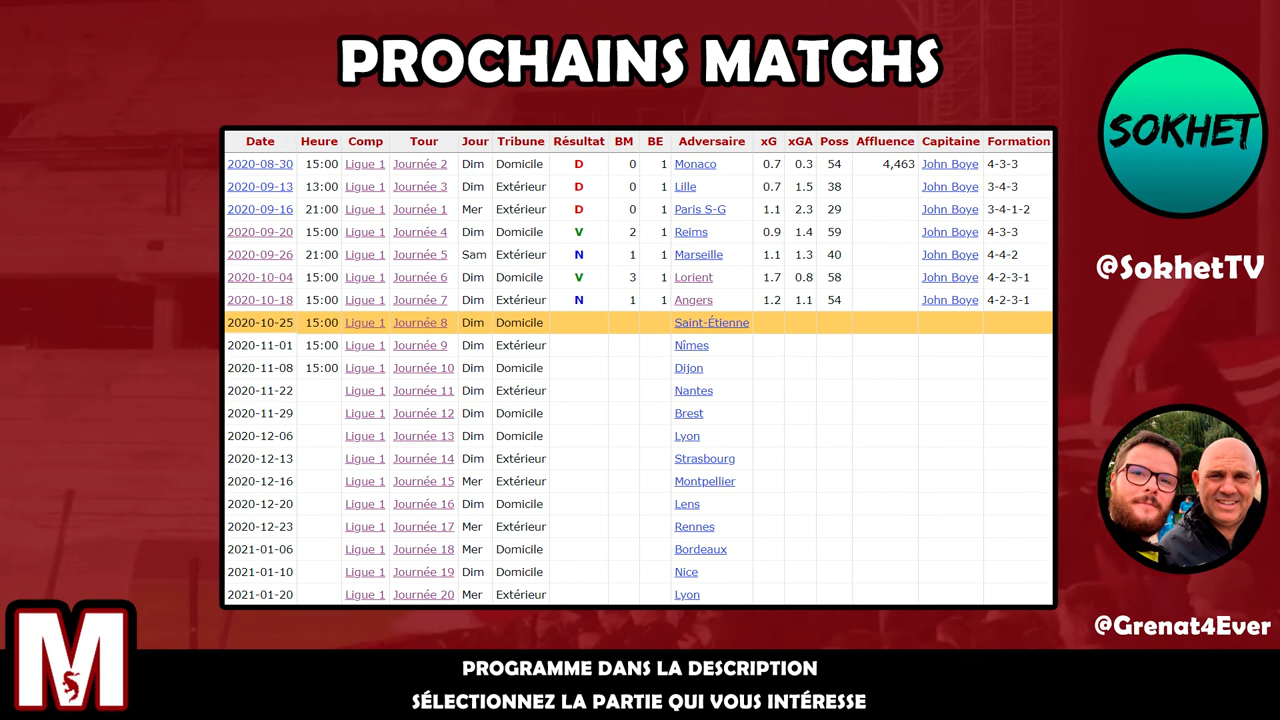 PROCHAINS MATCHS
Date Heure Comp Tour Jour Tribune Résultat BM BE Adversaire xG xGA Poss Affluence Capitaine Formation
2020-08-30 15:00 Ligue 1 Journée 2 Dim Domicile D 0 1 Monaco 0.7 0.3 54 4,463 John Boye 4-3-3
2020-09-13 13:00 Ligue 1 Journée 3 Dim Extérieur D 0 1 Lille 0.7 1.5 38 John Boye 3-4-3
2020-09-16 21:00 Ligue 1 Journée 1 Mer Extérieur D 0 1 Paris S-G 1.1 2.3 29 John Boye 3-4-1-2
2020-09-20 15:00 Ligue 1 Journée 4 Dim Domicile V 2 1 Reims 0.9 1.4 59 John Boye 4-3-3
2020-09-26 21:00 Ligue 1 Journée 5 Sam Extérieur N 1 1 Marseille 1.1 1.3 40 John Boye 4-4-2
2020-10-04 15:00 Ligue 1 Journée 6 Dim Domicile V 3 1 Lorient 1.7 0.8 58 John Boye 4-2-3-1
2020-10-18 15:00 Ligue 1 Journée 7 Dim Extérieur N 1 1 Angers 1.2 1.1 54 John Boye 4-2-3-1
2020-10-25 15:00 Ligue 1 Journée 8 Dim Domicile Saint-Étienne
2020-11-01 15:00 Ligue 1 Journée 9 Dim Extérieur Nîmes
2020-11-08 15:00 Ligue 1 Journée 10 Dim Domicile Dijon
2020-11-22 Ligue 1 Journée 11 Dim Extérieur Nantes
2020-11-29 Ligue 1 Journée 12 Dim Domicile Brest
2020-12-06 Ligue 1 Journée 13 Dim Domicile Lyon
2020-12-13 Ligue 1 Journée 14 Dim Extérieur Strasbourg
2020-12-16 Ligue 1 Journée 15 Mer Extérieur Montpellier
2020-12-20 Ligue 1 Journée 16 Dim Domicile Lens
2020-12-23 Ligue 1 Journée 17 Mer Extérieur Rennes
2021-01-06 Ligue 1 Journée 18 Mer Domicile Bordeaux
2021-01-10 Ligue 1 Journée 19 Dim Domicile Nice
2021-01-20 Ligue 1 Journée 20 Mer Extérieur Lyon
SOKHET
@SokhetTV
@Grenat4Ever
M
PROGRAMME DANS LA DESCRIPTION
SÉLECTIONNEZ LA PARTIE QUI VOUS INTÉRESSE